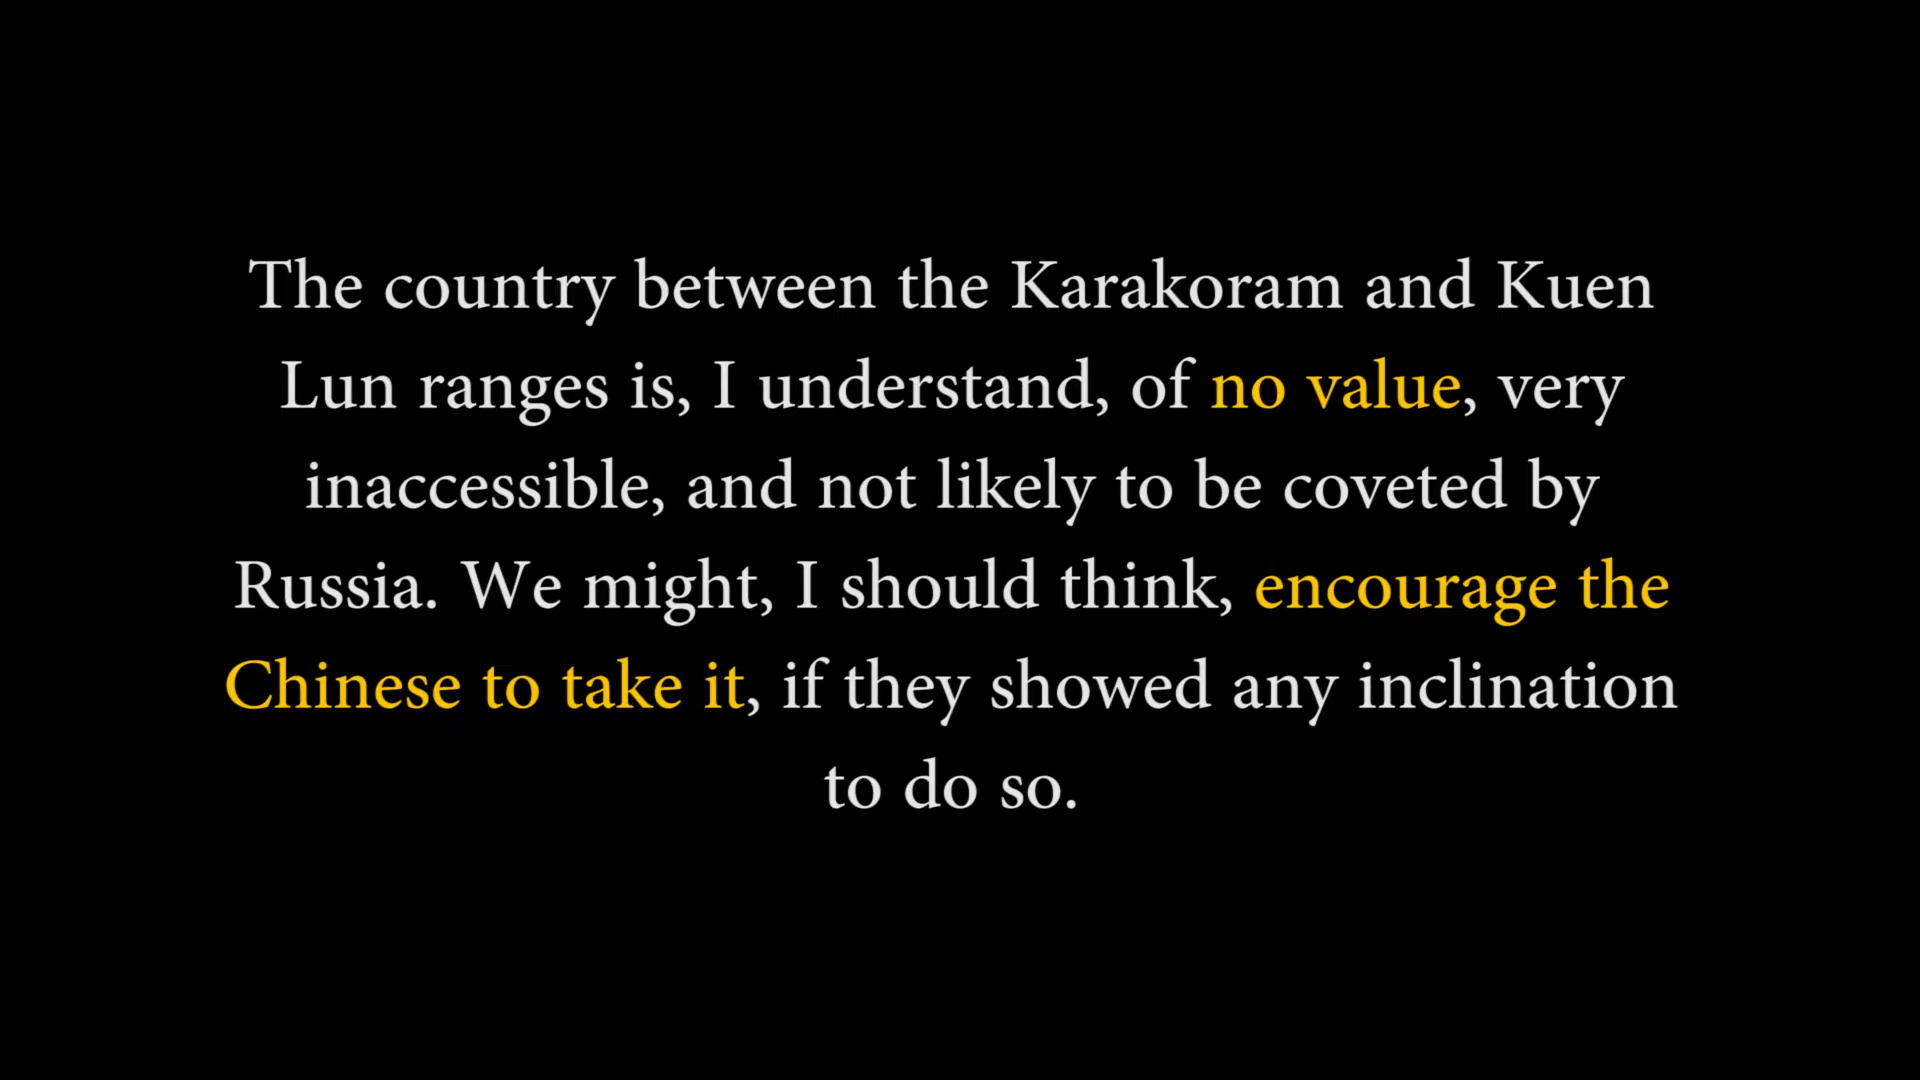 The country between the Karakoram and Kuen
Lun ranges is, I understand, of no value, very
inaccessible, and not likely to be coveted by
Russia. We might, I should think, encourage the
Chinese to take it, if they showed any inclination
to do so.